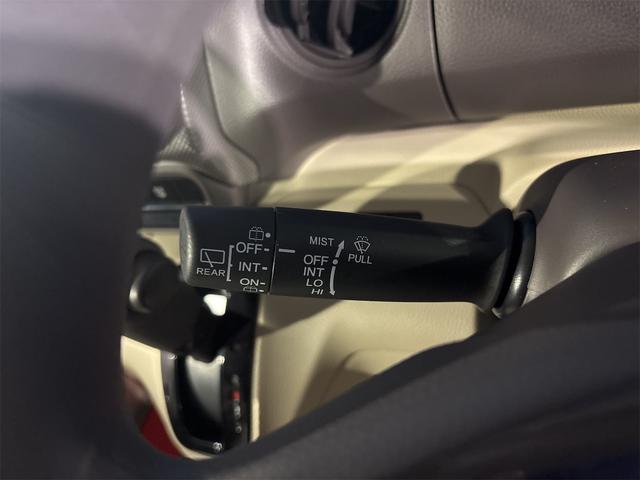 OFF
INT
ON
REAR
MIST
OFF
INT
LO
HI
PULL